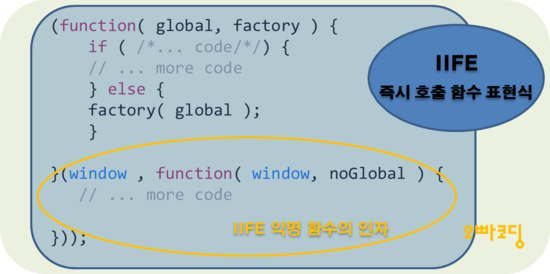 (function( global, factory ) {
if ( /*... code/*/) {
// ... more code
} else {
factory( global );
}
}(window , function( window, noGlobal ) {
// ... more code
}));
IIFE
즉시 호출 함수 표현식
IIFE 익명 함수의 인자
오빠코딩